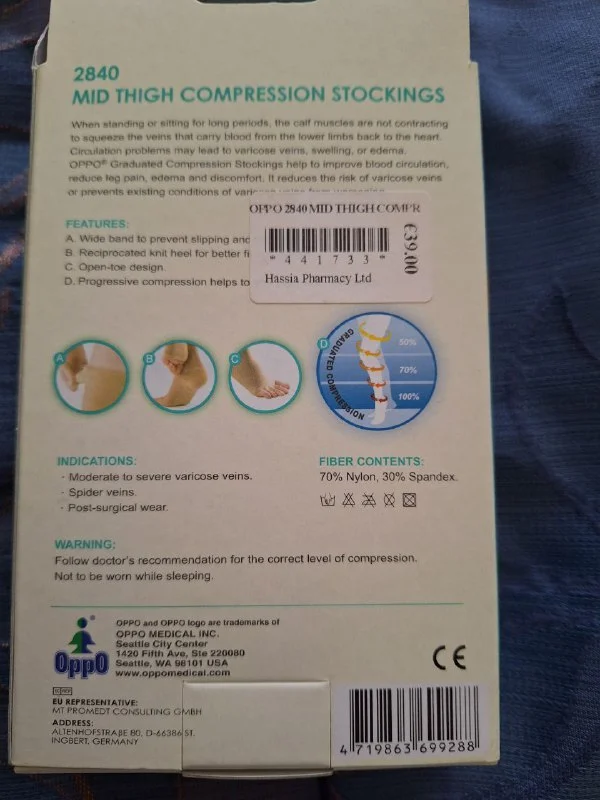 2840
MID THIGH COMPRESSION STOCKINGS
When standing or sitting for long periods, the calf muscles are not contracting
to squeeze the veins that carry blood from the lower limbs back to the heart.
Circulation problems may lead to varicose veins, swelling, or edema.
OPPO® Graduated Compression Stockings help to improve blood circulation,
reduce leg pain, edema and discomfort. It reduces the risk of varicose veins
or prevents existing conditions of varicose veins from
OPPO 2840 MID THIGH COMPR
*441733*
Hassia Pharmacy Ltd
€39.00
FEATURES:
A. Wide band to prevent slipping and
B. Reciprocated knit heel for better
C. Open-toe design.
D. Progressive compression helps to
A
B
C
D
GRADUATED COMPRESSION
50%
70%
100%
INDICATIONS:
· Moderate to severe varicose veins.
· Spider veins.
· Post-surgical wear.
FIBER CONTENTS:
70% Nylon, 30% Spandex.
WARNING:
Follow doctor's recommendation for the correct level of compression.
Not to be worn while sleeping.
OPPO
OPPO and OPPO logo are trademarks of
OPPO MEDICAL INC.
Seattle City Center
1420 Fifth Ave, Ste 220080
Seattle, WA 98101 USA
www.oppomedical.com
CE
EC REP
EU REPRESENTATIVE:
MT PROMEDT CONSULTING GMBH
ADDRESS:
ALTENHOFSTRAßE 80, D-66386 ST.
INGBERT, GERMANY
4 719863 699288